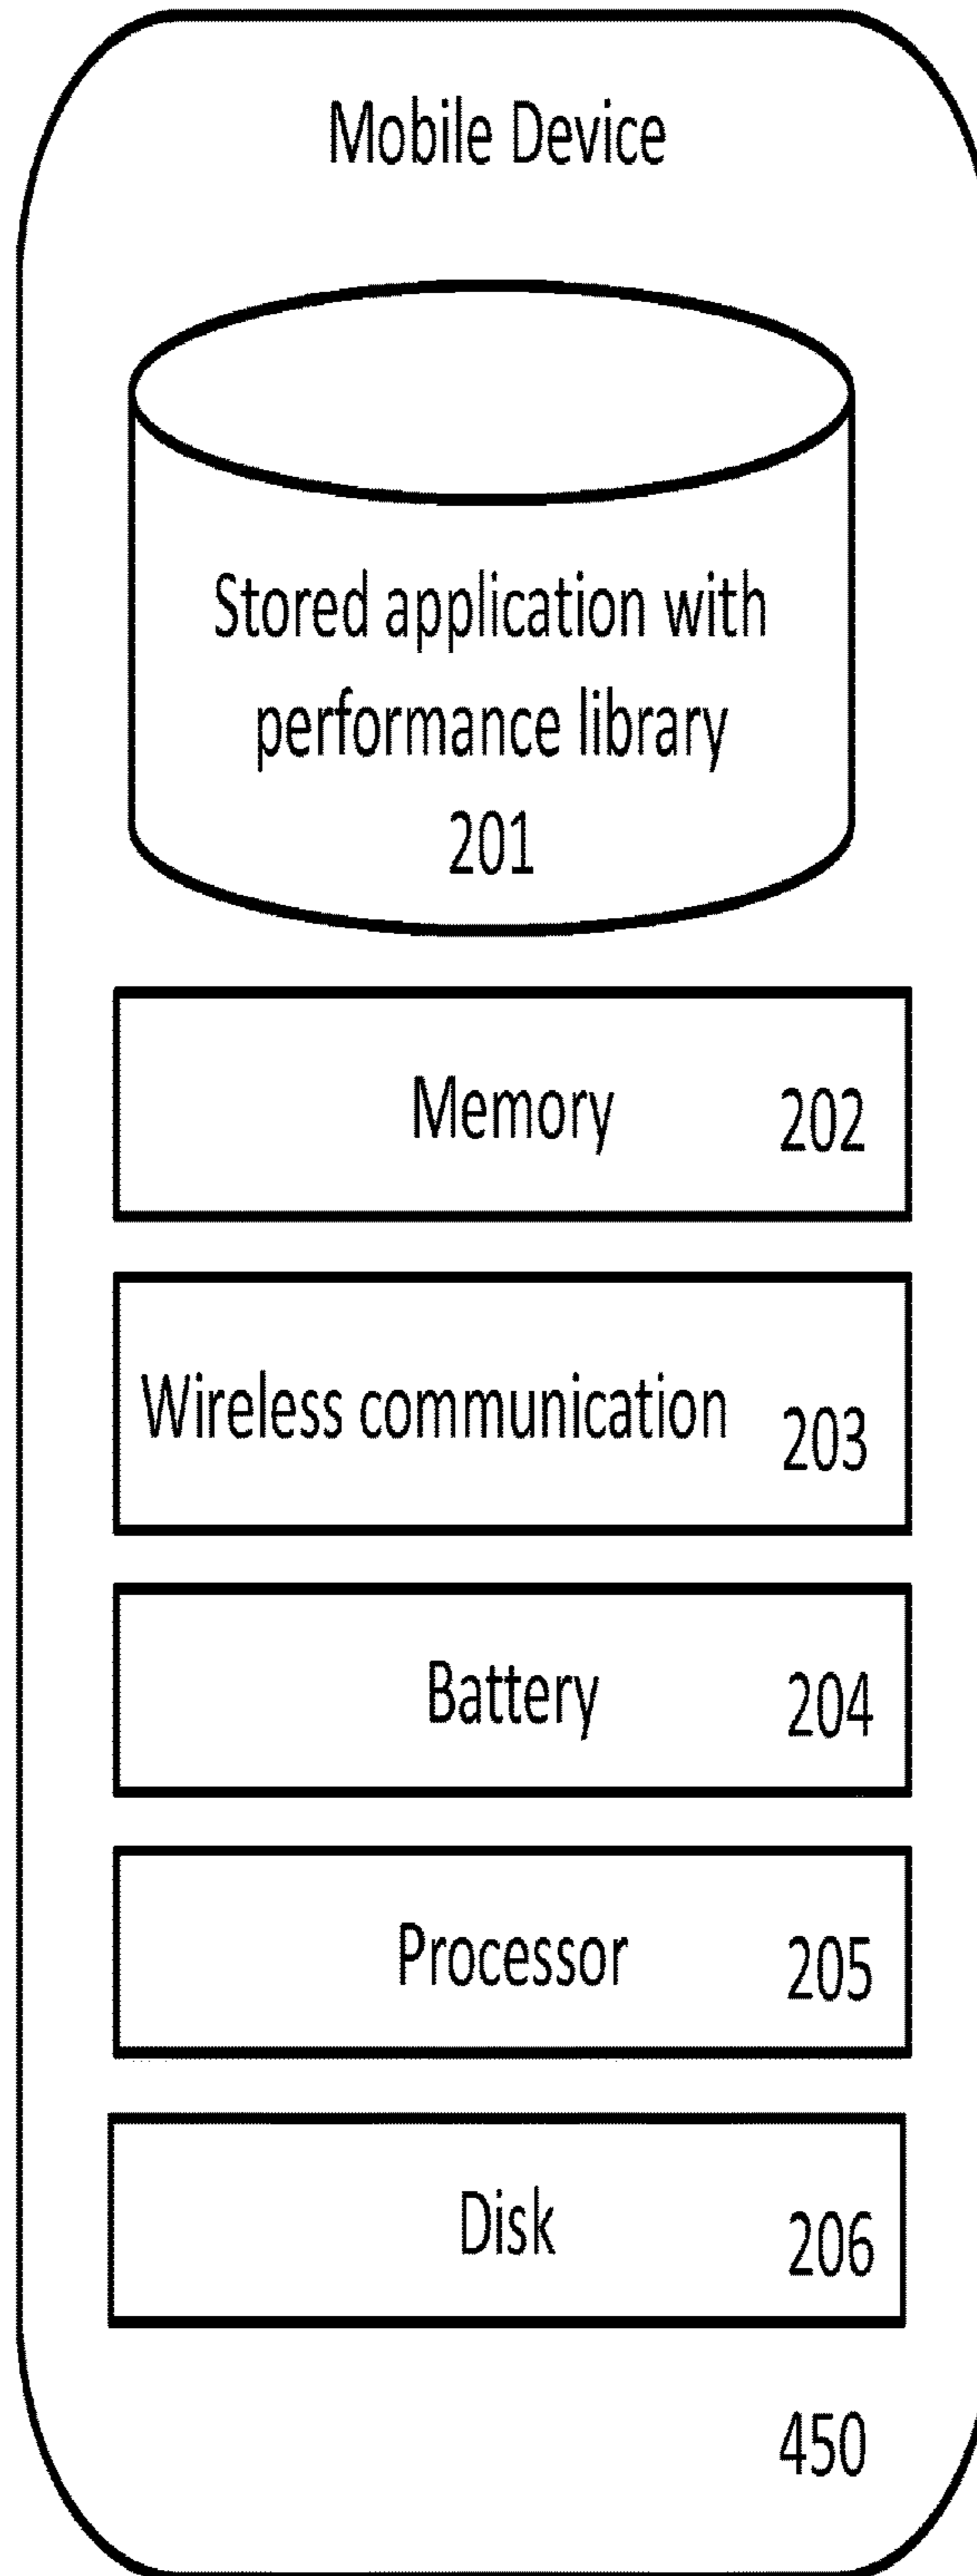 Mobile Device
Stored application with
performance library
201
Memory 202
Wireless communication 203
Battery 204
Processor 205
Disk 206
450